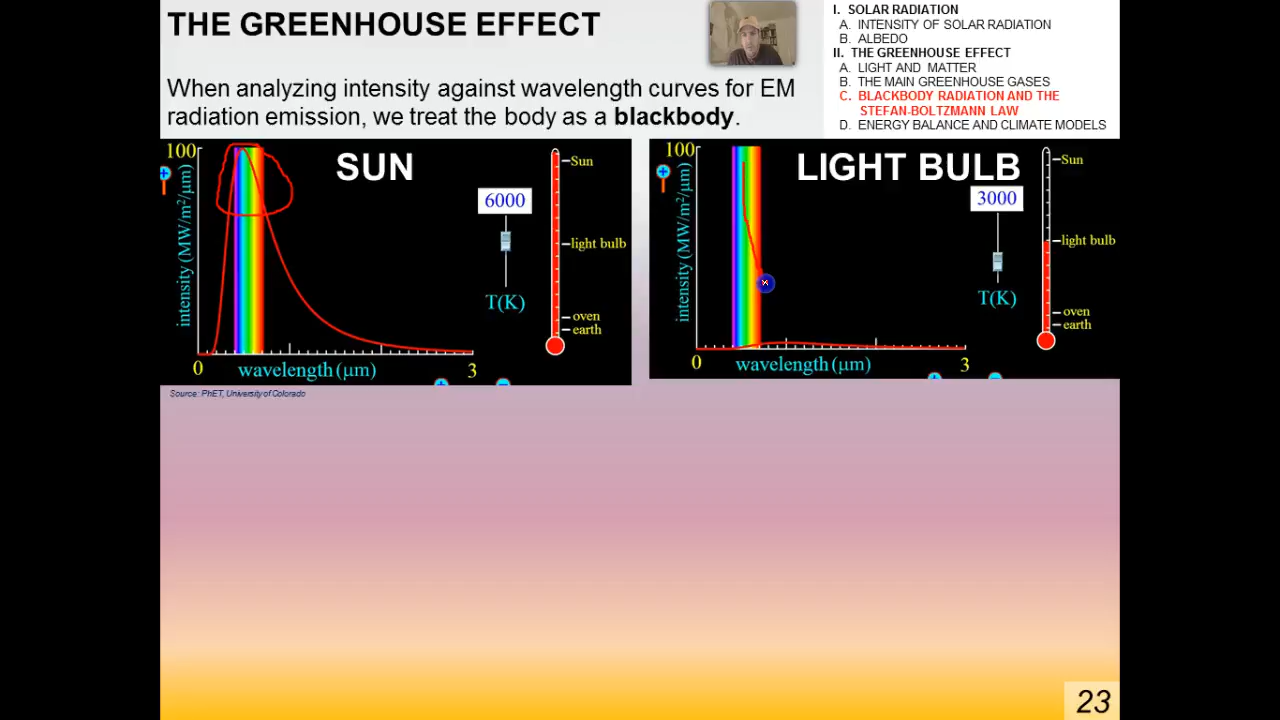 THE GREENHOUSE EFFECT
I. SOLAR RADIATION
A. INTENSITY OF SOLAR RADIATION
B. ALBEDO
II. THE GREENHOUSE EFFECT
A. LIGHT AND MATTER
B. THE MAIN GREENHOUSE GASES
C. BLACKBODY RADIATION AND THE
STEFAN-BOLTZMANN LAW
D. ENERGY BALANCE AND CLIMATE MODELS
When analyzing intensity against wavelength curves for EM
radiation emission, we treat the body as a blackbody.
100
SUN
intensity (MW/m²/μm)
6000
T(K)
Sun
light bulb
oven
earth
0
wavelength (μm)
3
100
LIGHT BULB
intensity (MW/m²/μm)
3000
T(K)
Sun
light bulb
oven
earth
0
wavelength (μm)
3
Source: PhET, University of Colorado
23